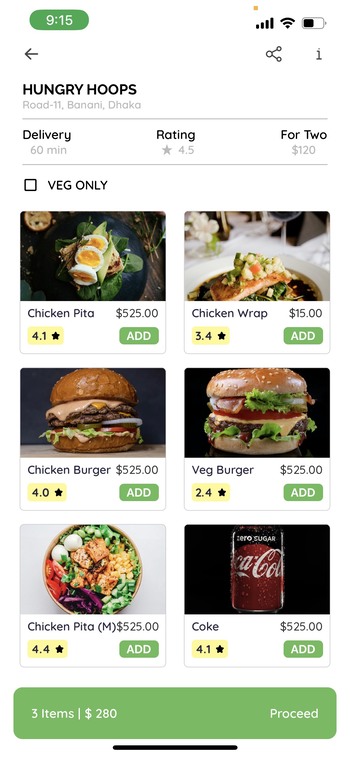 9:15
HUNGRY HOOPS
Road-11, Banani, Dhaka
Delivery Rating For Two
60 min 4.5 $120
VEG ONLY
Chicken Pita $525.00 Chicken Wrap $15.00
4.1 ADD 3.4 ADD
Chicken Burger $525.00 Veg Burger $525.00
4.0 ADD 2.4 ADD
zero SUGAR
Chicken Pita (M)$525.00 Coke $525.00
4.4 ADD 4.1 ADD
3 Items | $ 280 Proceed